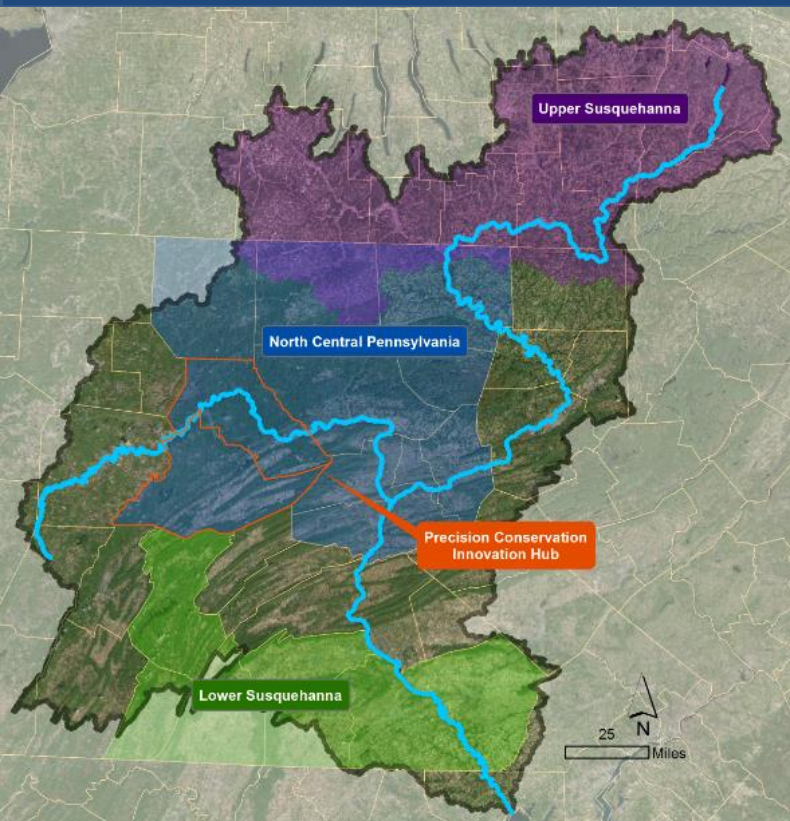 Upper Susquehanna
North Central Pennsylvania
Precision Conservation
Innovation Hub
Lower Susquehanna
25
N
Miles